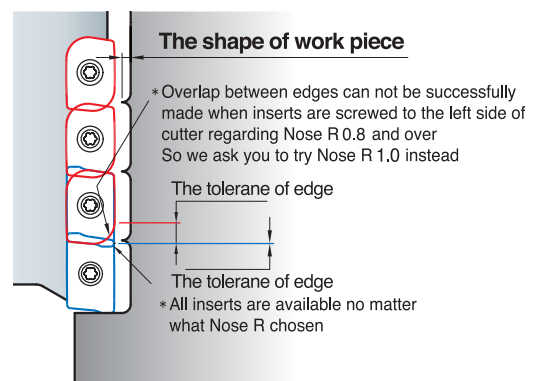 The shape of work piece
*Overlap between edges can not be successfully
made when inserts are screwed to the left side of
cutter regarding Nose R 0.8 and over
So we ask you to try Nose R 1.0 instead
The tolerane of edge
The tolerane of edge
*All inserts are available no matter
what Nose R chosen